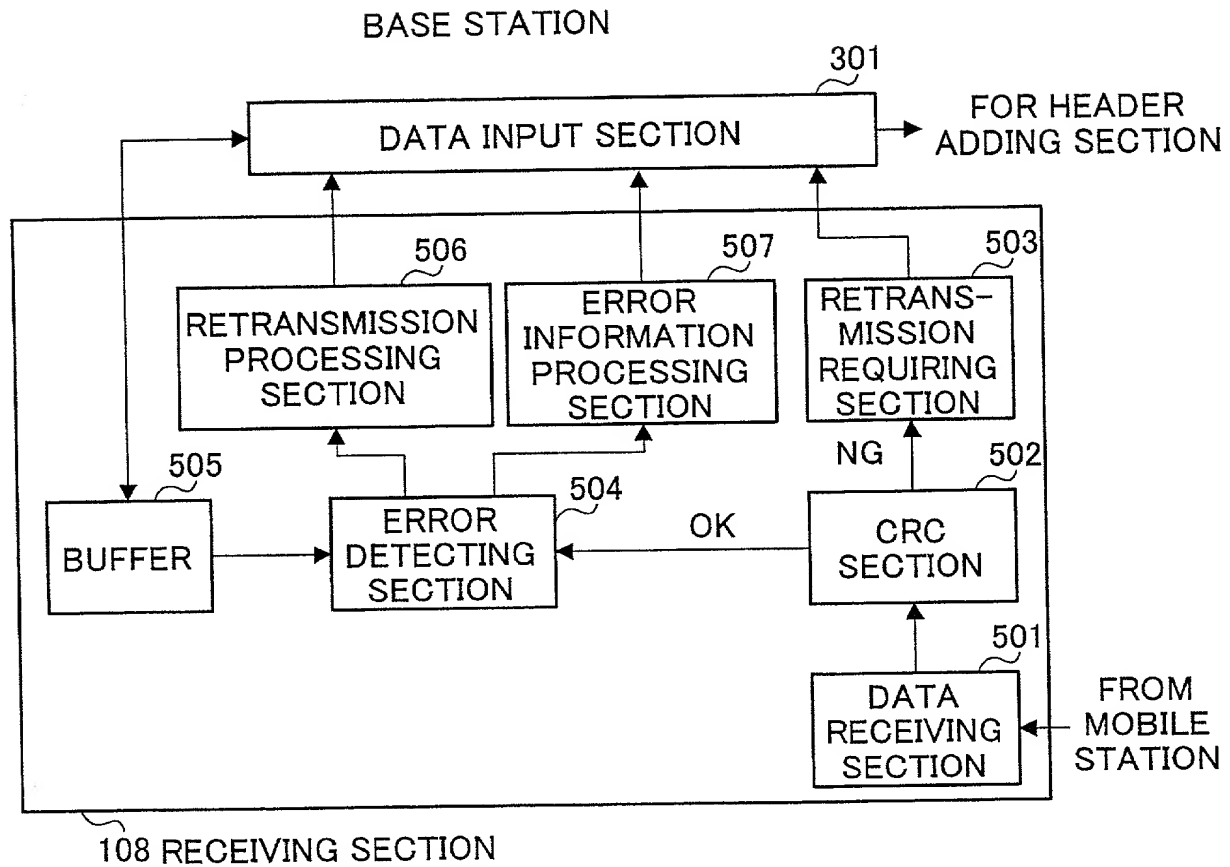 BASE STATION
301
DATA INPUT SECTION
FOR HEADER
ADDING SECTION
506
RETRANSMISSION
PROCESSING
SECTION
507
ERROR
INFORMATION
PROCESSING
SECTION
503
RETRANS-
MISSION
REQUIRING
SECTION
NG
505
BUFFER
504
ERROR
DETECTING
SECTION
OK
502
CRC
SECTION
501
DATA
RECEIVING
SECTION
FROM
MOBILE
STATION
108 RECEIVING SECTION